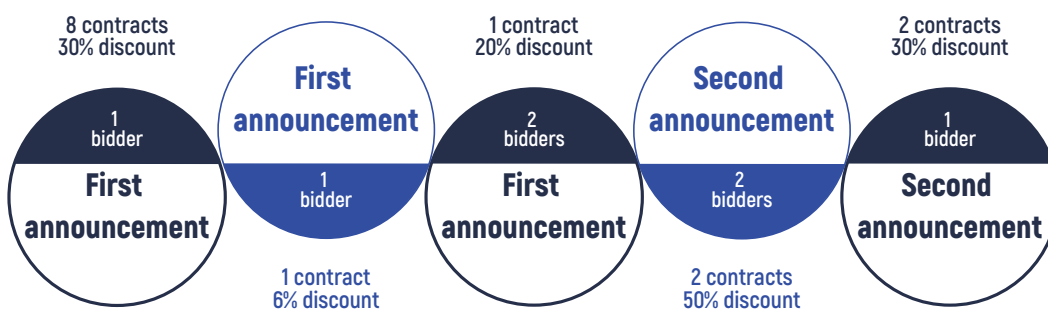 8 contracts
30% discount
1
bidder
First
announcement
First
announcement
1
bidder
1 contract
6% discount
1 contract
20% discount
2
bidders
First
announcement
Second
announcement
2
bidders
2 contracts
50% discount
2 contracts
30% discount
1
bidder
Second
announcement